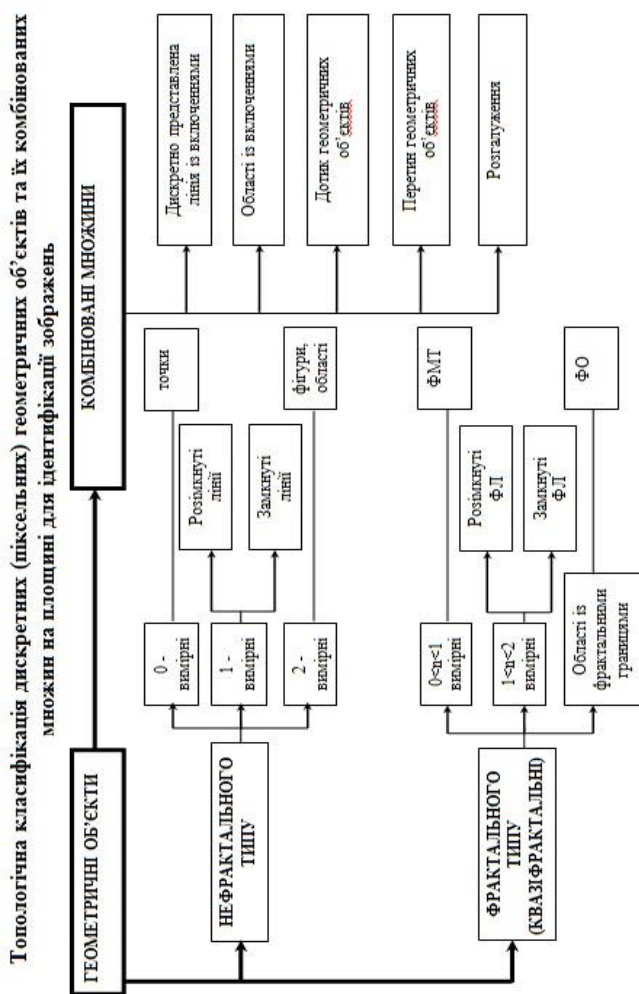 Топологічна класифікація дискретних (піксельних) геометричних об’єктів та їх комбінованих
множин на площині для ідентифікації зображень
ГЕОМЕТРИЧНІ ОБ’ЄКТИ
КОМБІНОВАНІ МНОЖИНИ
НЕФРАКТАЛЬНОГО
ТИПУ
0 -
вимірні
точки
1 -
вимірні
Розімкнуті
лінії
Замкнуті
лінії
2 -
вимірні
фігури,
області
ФРАКТАЛЬНОГО
ТИПУ
(КВАЗІФРАКТАЛЬНІ)
0<n<1
вимірні
ФМТ
1<n<2
вимірні
Розімкнуті
ФЛ
Замкнуті
ФЛ
Області із
фрактальними
границями
ФО
Дискретно представлена
лінія із включеннями
Області із включеннями
Дотик геометричних
об’єктів
Перетин геометричних
об’єктів
Розгалуження